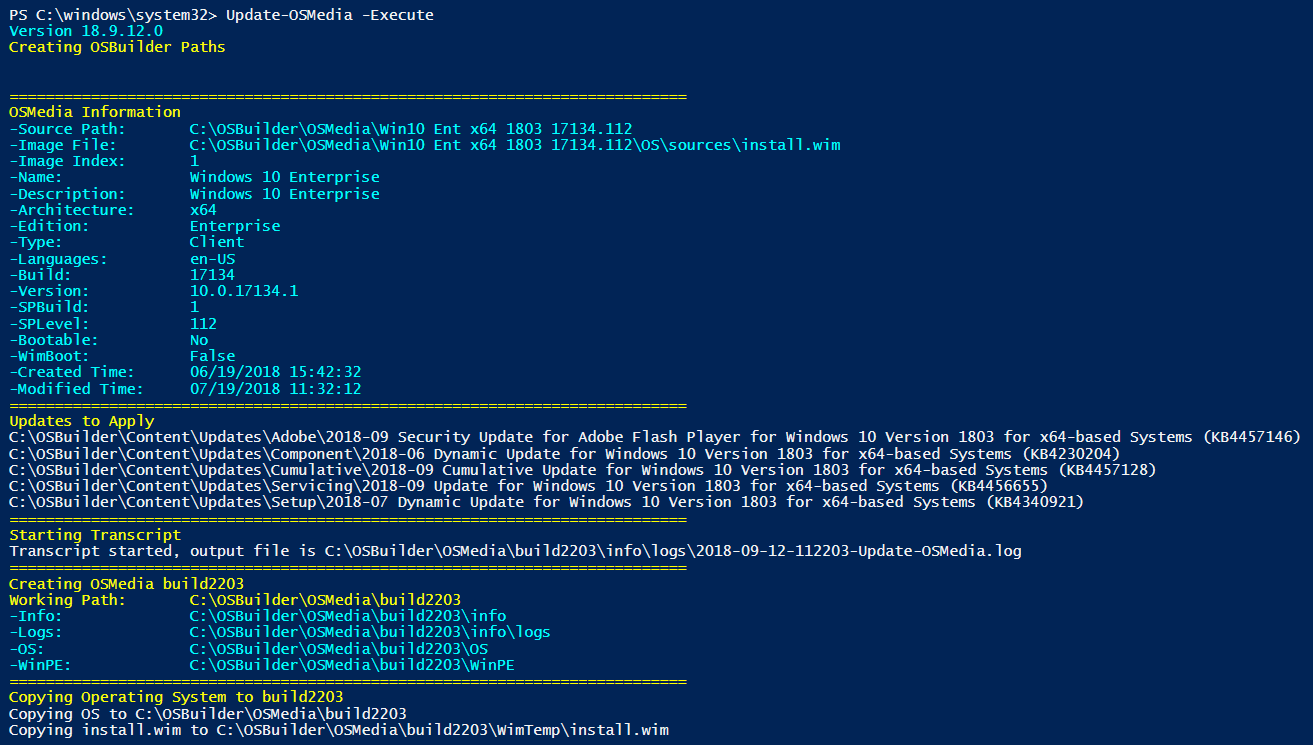 PS C:\windows\system32> Update-OSMedia -Execute
Version 18.9.12.0
Creating OSBuilder Paths
===========================================================================
OSMedia Information
-Source Path: C:\OSBuilder\OSMedia\Win10 Ent x64 1803 17134.112
-Image File: C:\OSBuilder\OSMedia\Win10 Ent x64 1803 17134.112\OS\sources\install.wim
-Image Index: 1
-Name: Windows 10 Enterprise
-Description: Windows 10 Enterprise
-Architecture: x64
-Edition: Enterprise
-Type: Client
-Languages: en-US
-Build: 17134
-Version: 10.0.17134.1
-SPBuild: 1
-SPLevel: 112
-Bootable: No
-WimBoot: False
-Created Time: 06/19/2018 15:42:32
-Modified Time: 07/19/2018 11:32:12
===========================================================================
Updates to Apply
C:\OSBuilder\Content\Updates\Adobe\2018-09 Security Update for Adobe Flash Player for Windows 10 Version 1803 for x64-based Systems (KB4457146)
C:\OSBuilder\Content\Updates\Component\2018-06 Dynamic Update for Windows 10 Version 1803 for x64-based Systems (KB4230204)
C:\OSBuilder\Content\Updates\Cumulative\2018-09 Cumulative Update for Windows 10 Version 1803 for x64-based Systems (KB4457128)
C:\OSBuilder\Content\Updates\Servicing\2018-09 Update for Windows 10 Version 1803 for x64-based Systems (KB4456655)
C:\OSBuilder\Content\Updates\Setup\2018-07 Dynamic Update for Windows 10 Version 1803 for x64-based Systems (KB4340921)
===========================================================================
Starting Transcript
Transcript started, output file is C:\OSBuilder\OSMedia\build2203\info\logs\2018-09-12-112203-Update-OSMedia.log
===========================================================================
Creating OSMedia build2203
Working Path: C:\OSBuilder\OSMedia\build2203
-Info: C:\OSBuilder\OSMedia\build2203\info
-Logs: C:\OSBuilder\OSMedia\build2203\info\logs
-OS: C:\OSBuilder\OSMedia\build2203\OS
-WinPE: C:\OSBuilder\OSMedia\build2203\WinPE
===========================================================================
Copying Operating System to build2203
Copying OS to C:\OSBuilder\OSMedia\build2203
Copying install.wim to C:\OSBuilder\OSMedia\build2203\WimTemp\install.wim